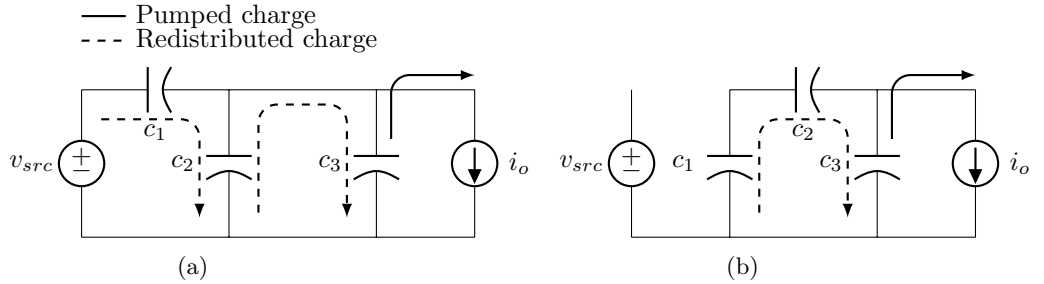 Pumped charge
Redistributed charge
c1
vsrc
c2
c3
io
(a)
c2
vsrc
c1
c3
io
(b)